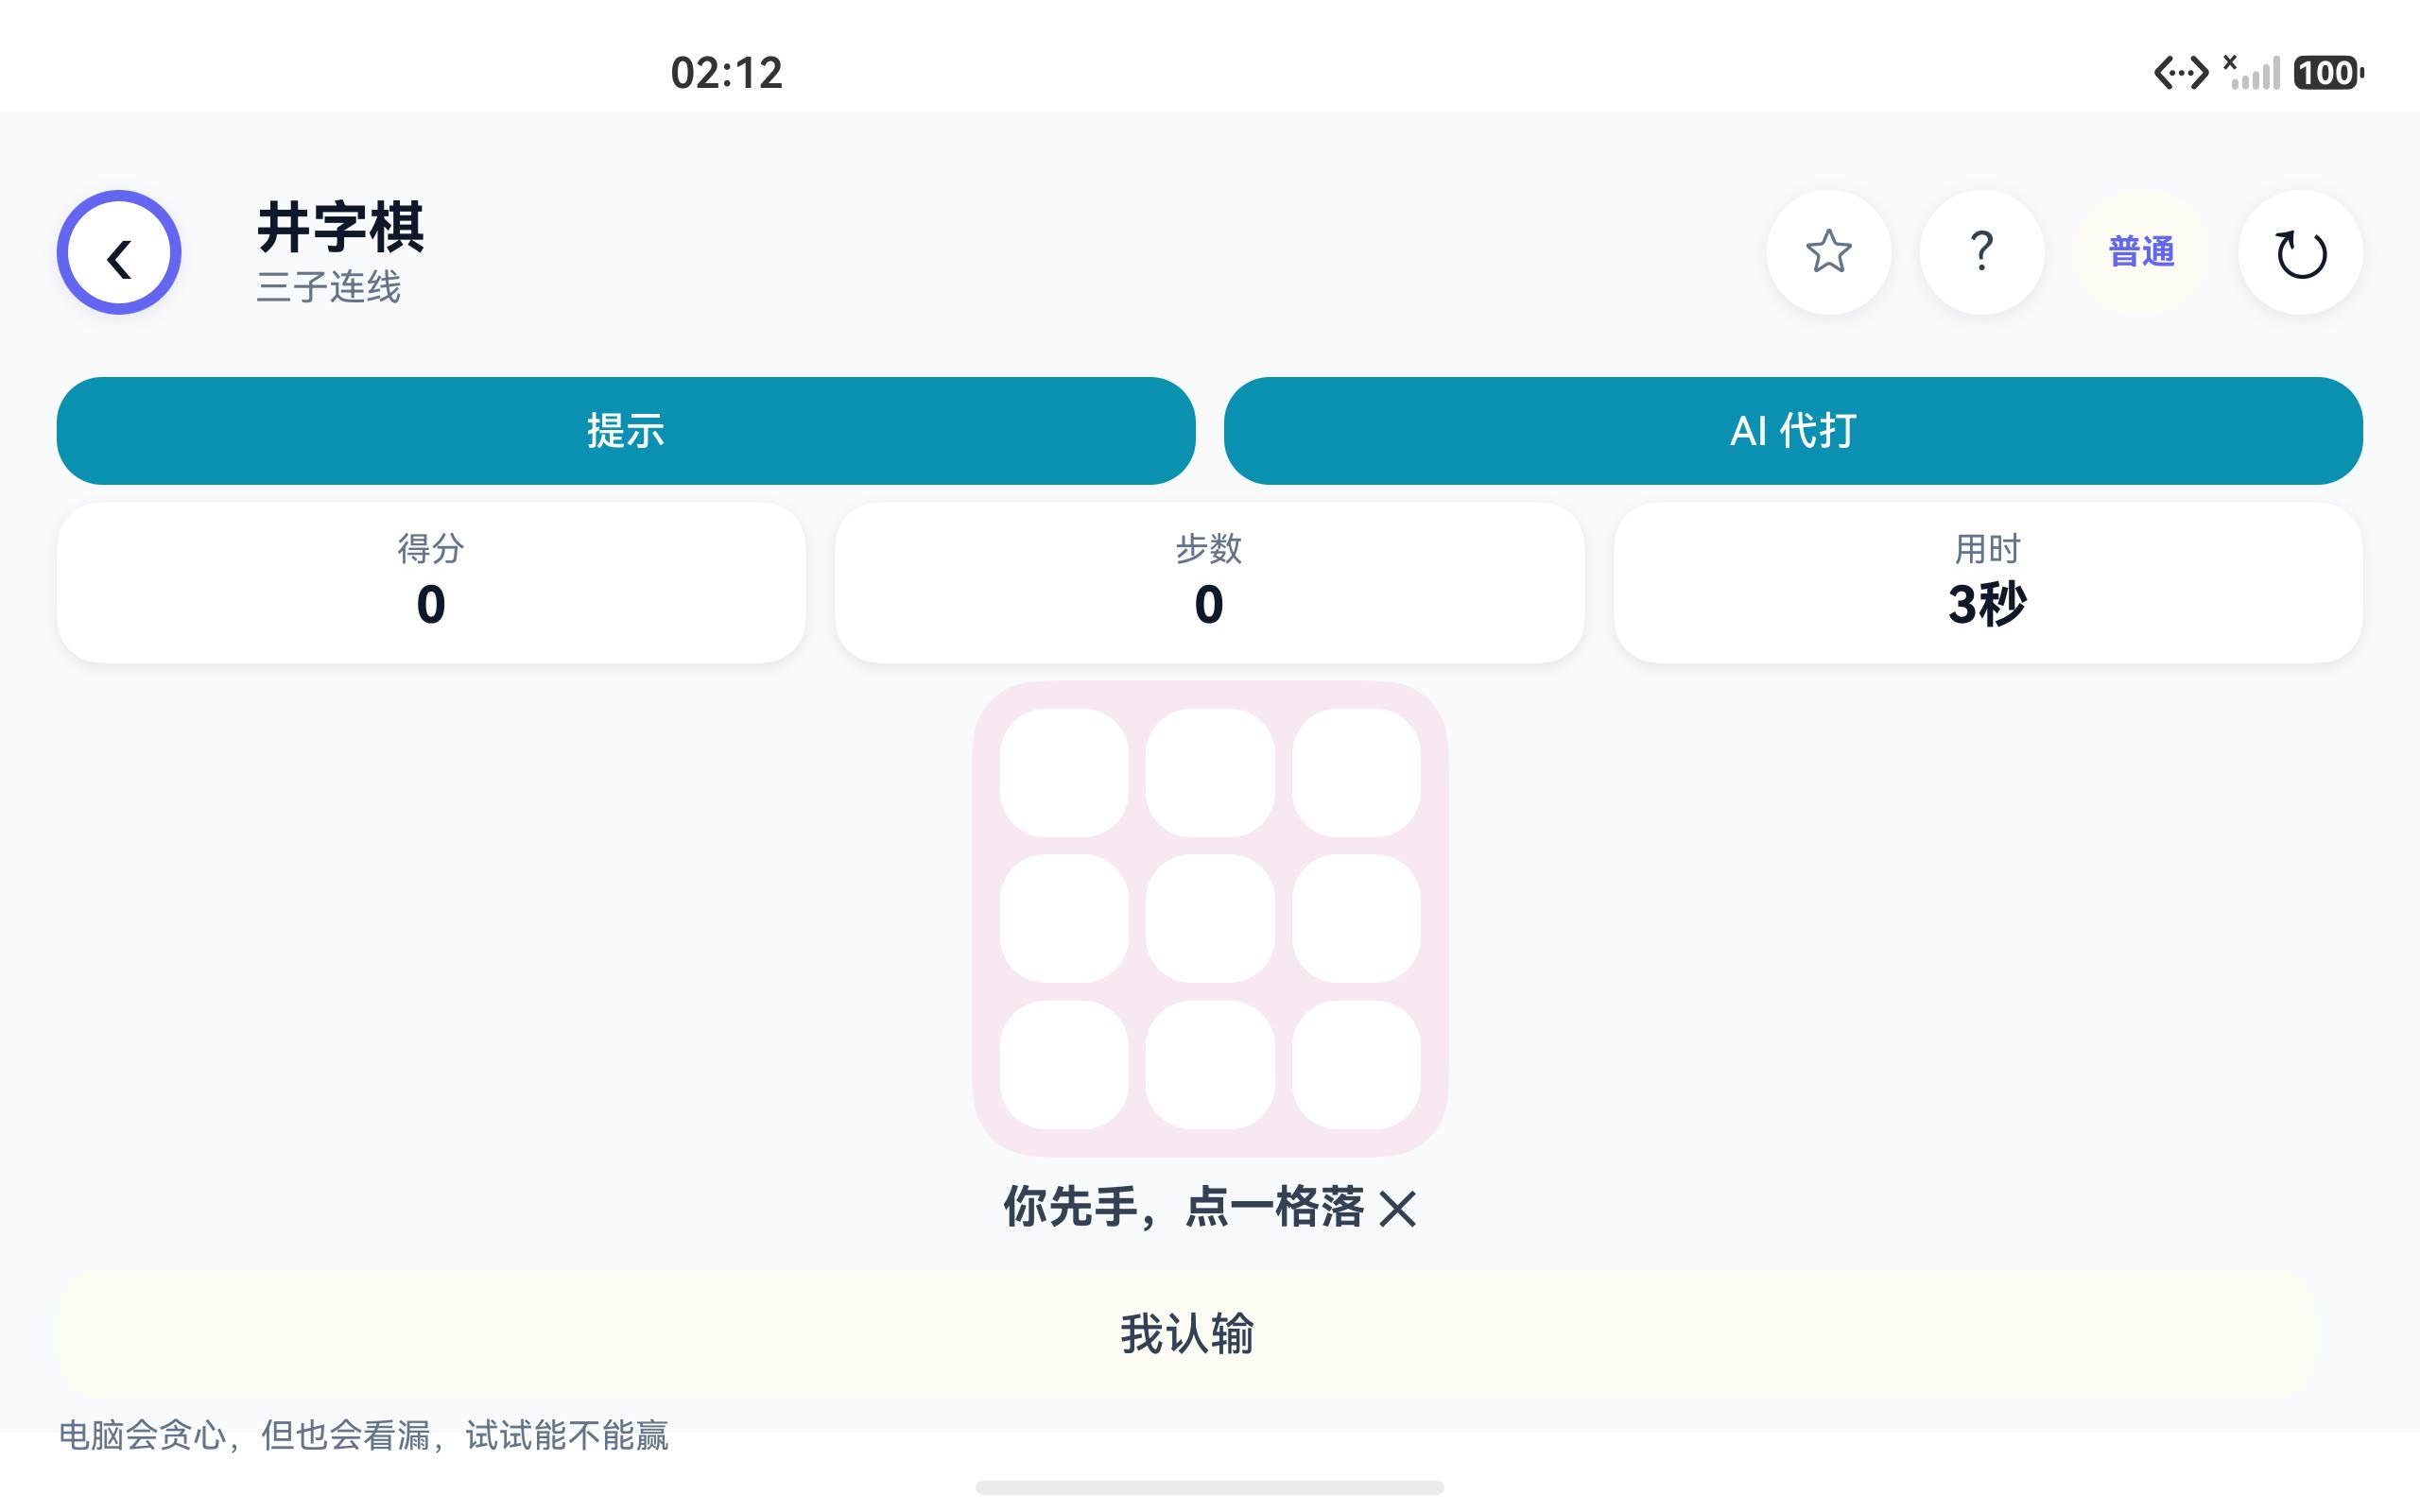 02:12
100
井字棋
三子连线
?
普通
提示
AI 代打
得分
0
步数
0
用时
3秒
你先手，点一格落 ×
我认输
电脑会贪心，但也会看漏，试试能不能赢